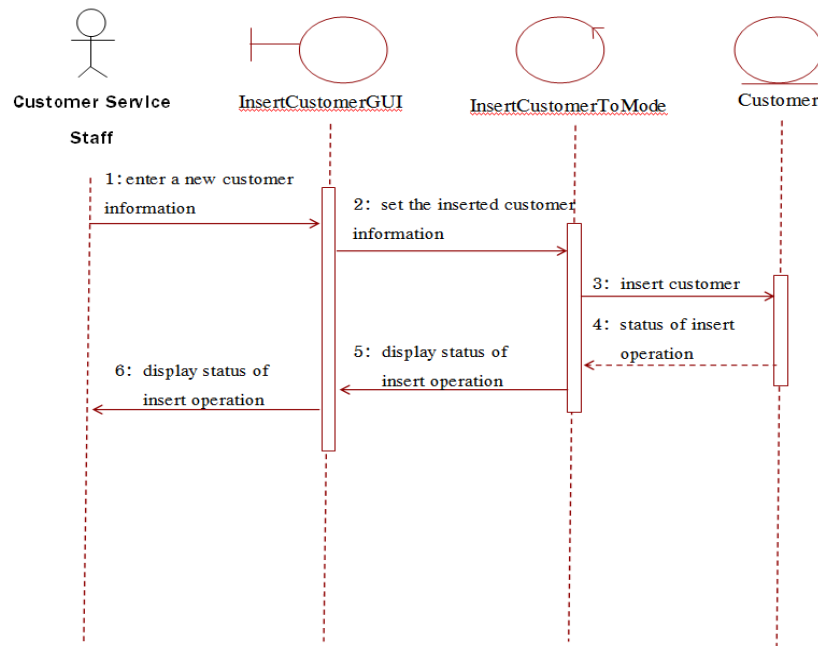 Customer Service
Staff
InsertCustomerGUI
InsertCustomerToMode
Customer
1:enter a new customer
information
2: set the inserted customer
information
3: insert customer
4: status of insert
operation
5: display status of
insert operation
6: display status of
insert operation